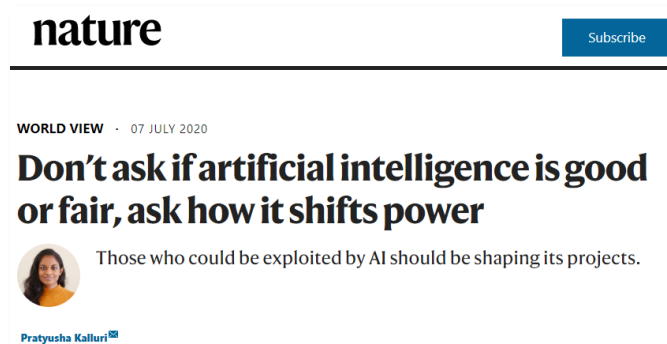 nature
Subscribe
WORLD VIEW · 07 JULY 2020
Don’t ask if artificial intelligence is good
or fair, ask how it shifts power
Those who could be exploited by AI should be shaping its projects.
Pratyusha Kalluri